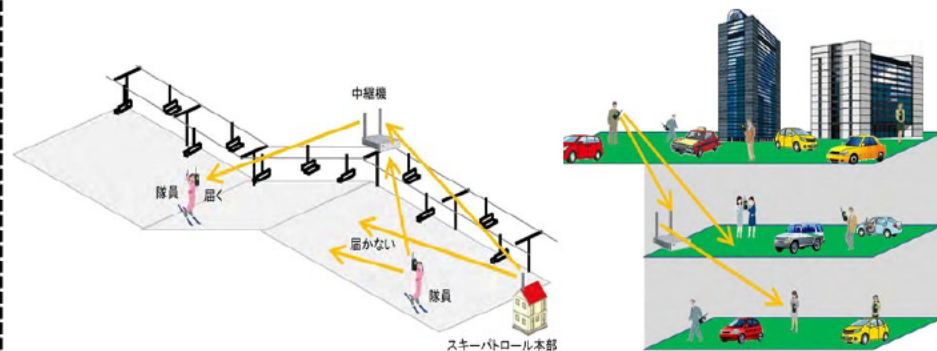 中継機
隊員 届く
届かない
隊員
スキーパトロール本部